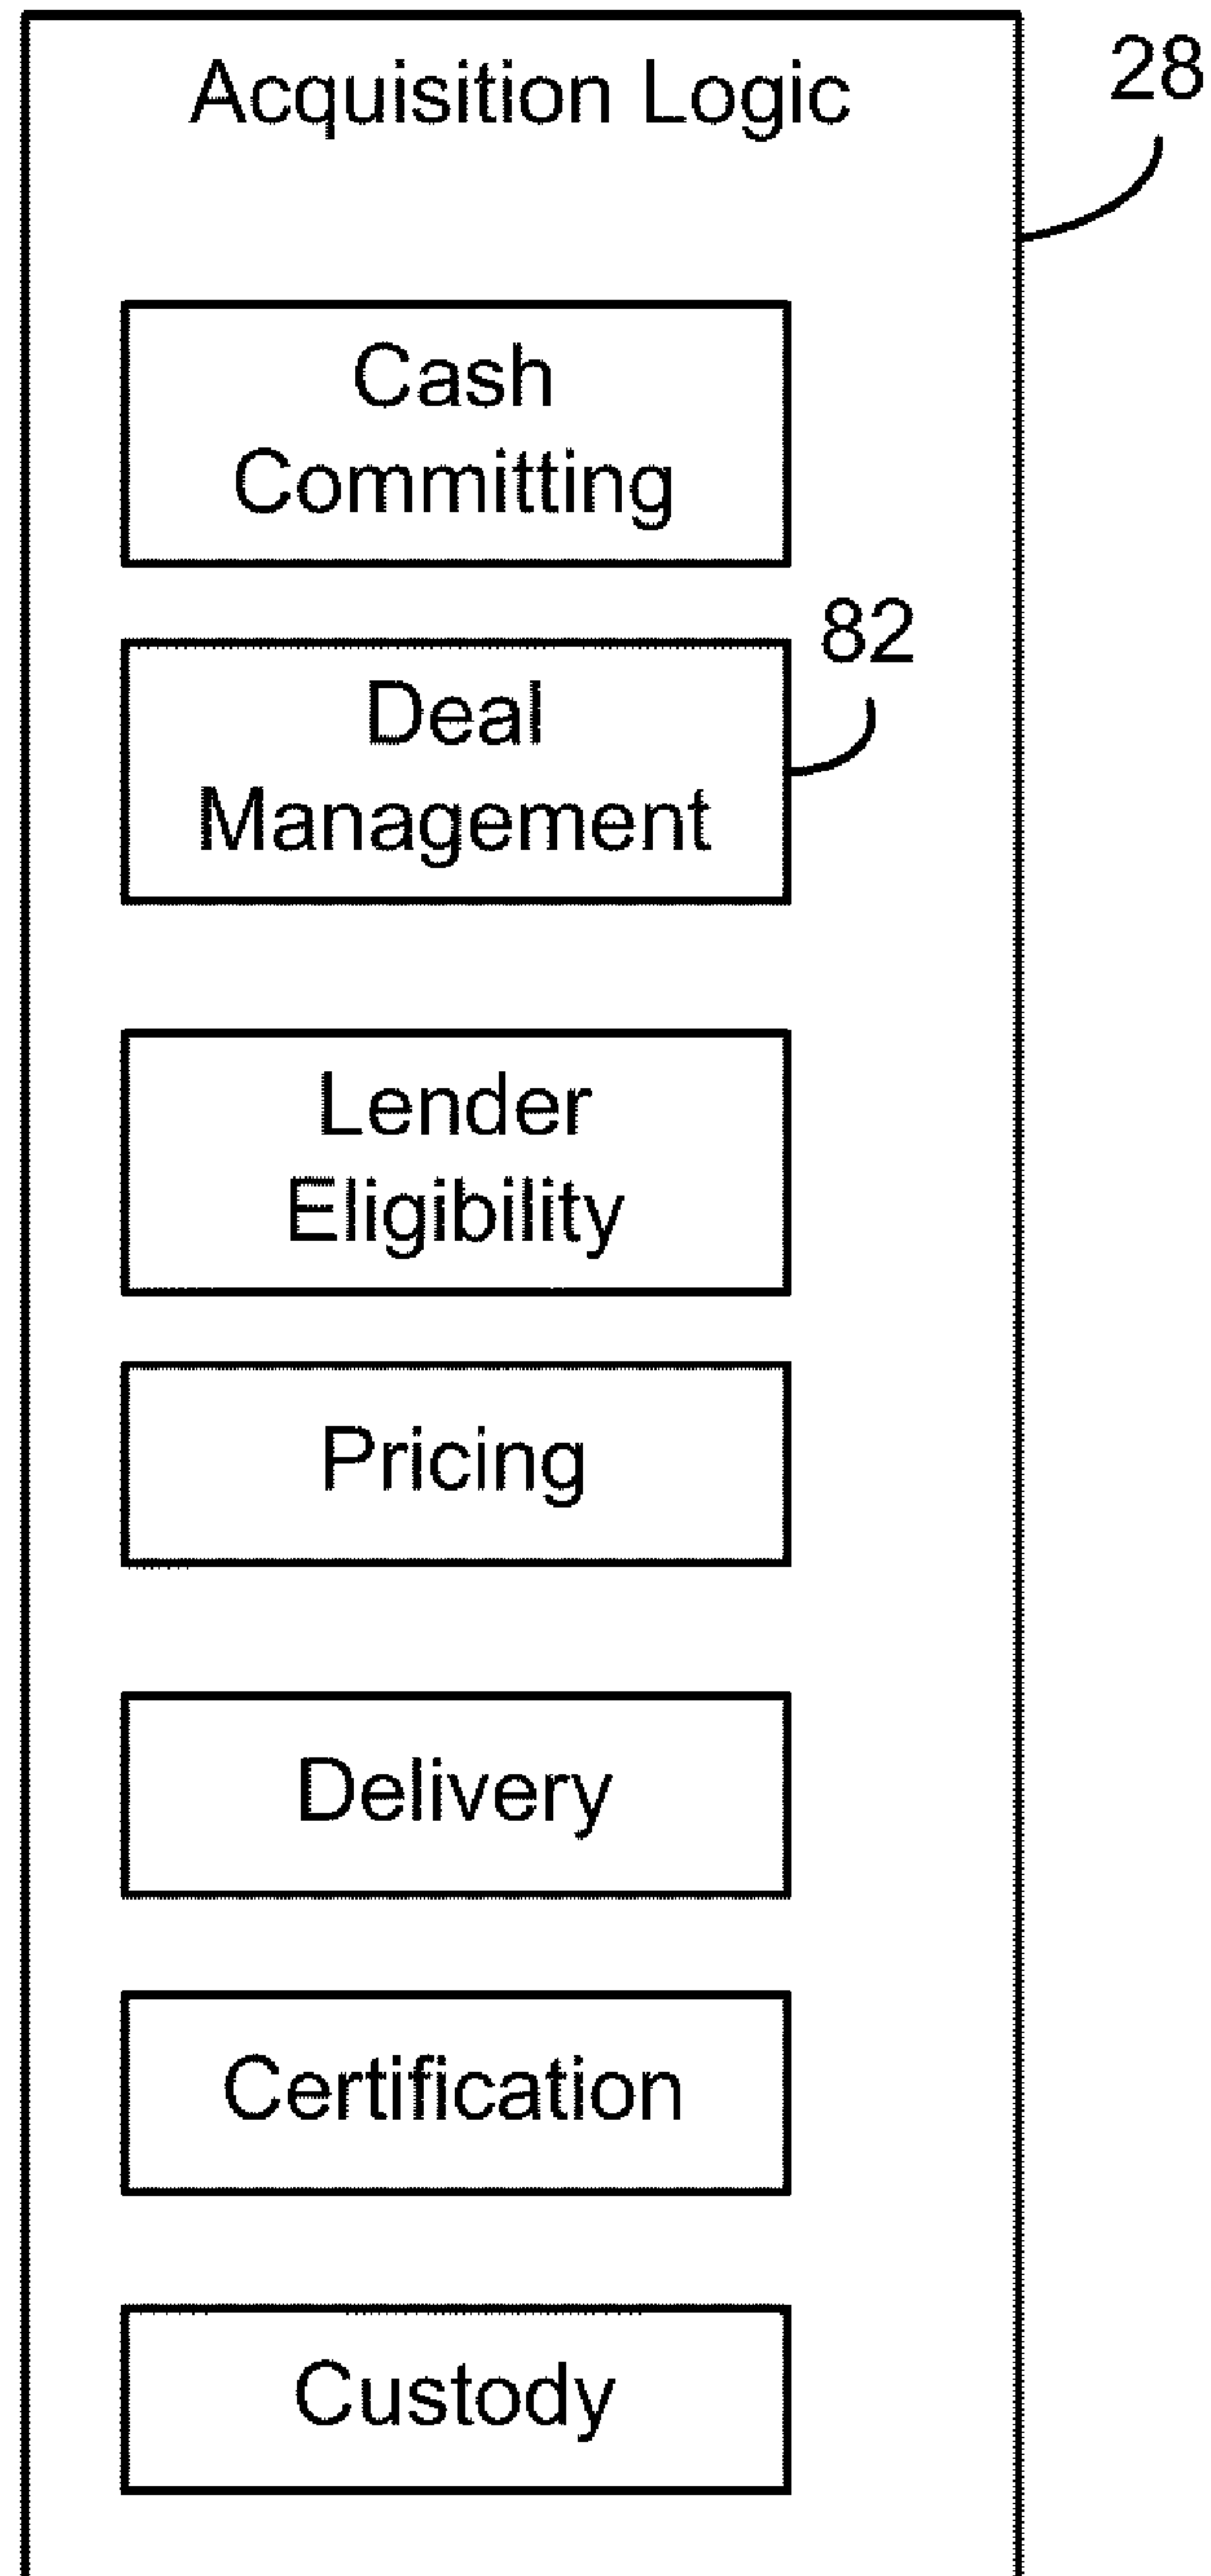 Acquisition Logic
28
Cash
Committing
82
Deal
Management
Lender
Eligibility
Pricing
Delivery
Certification
Custody